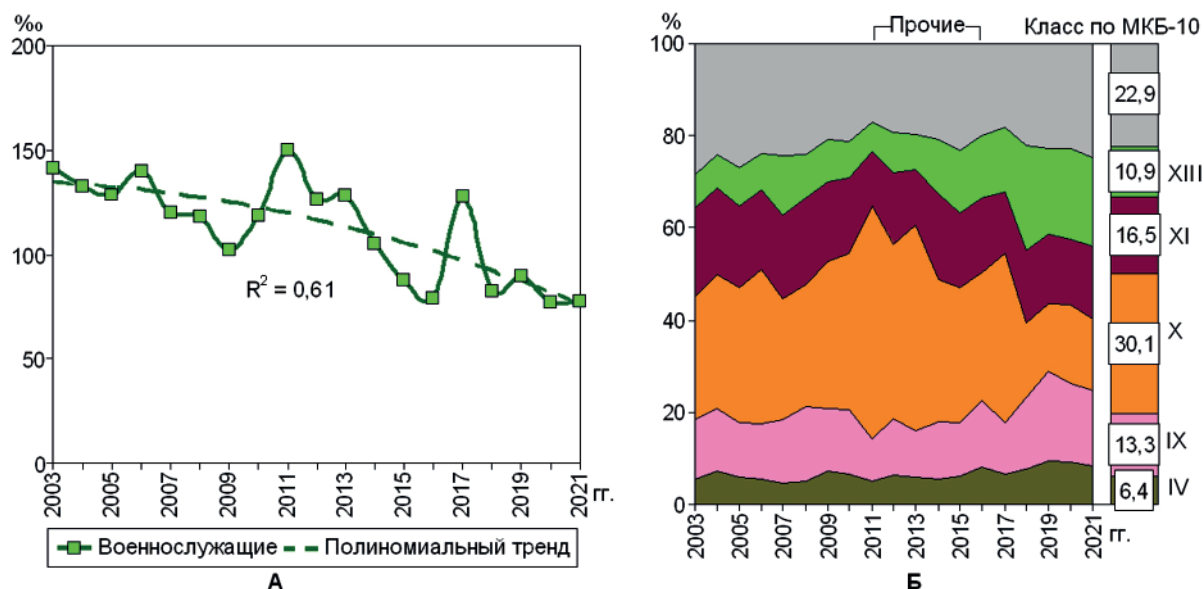 ‰
200
150
100
50
0
R² = 0,61
2003
2005
2007
2009
2011
2013
2015
2017
2019
2021
гг.
Военнослужащие
Полиномиальный тренд
А
%
Прочие
Класс по МКБ-10
100
80
60
40
20
0
22,9
10,9 XIII
16,5 XI
30,1 X
13,3 IX
6,4 IV
2003
2005
2007
2009
2011
2013
2015
2017
2019
2021
гг.
Б